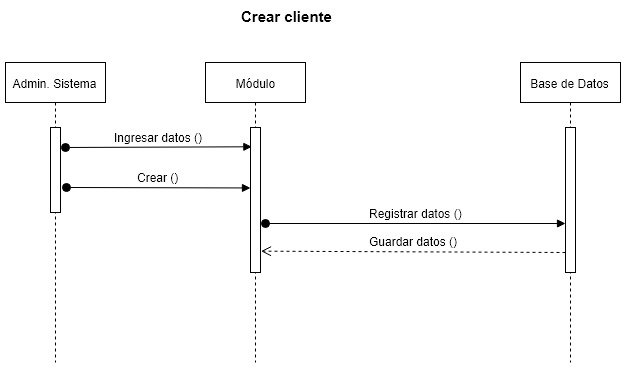 Crear cliente
Admin. Sistema
Módulo
Base de Datos
Ingresar datos ()
Crear ()
Registrar datos ()
Guardar datos ()